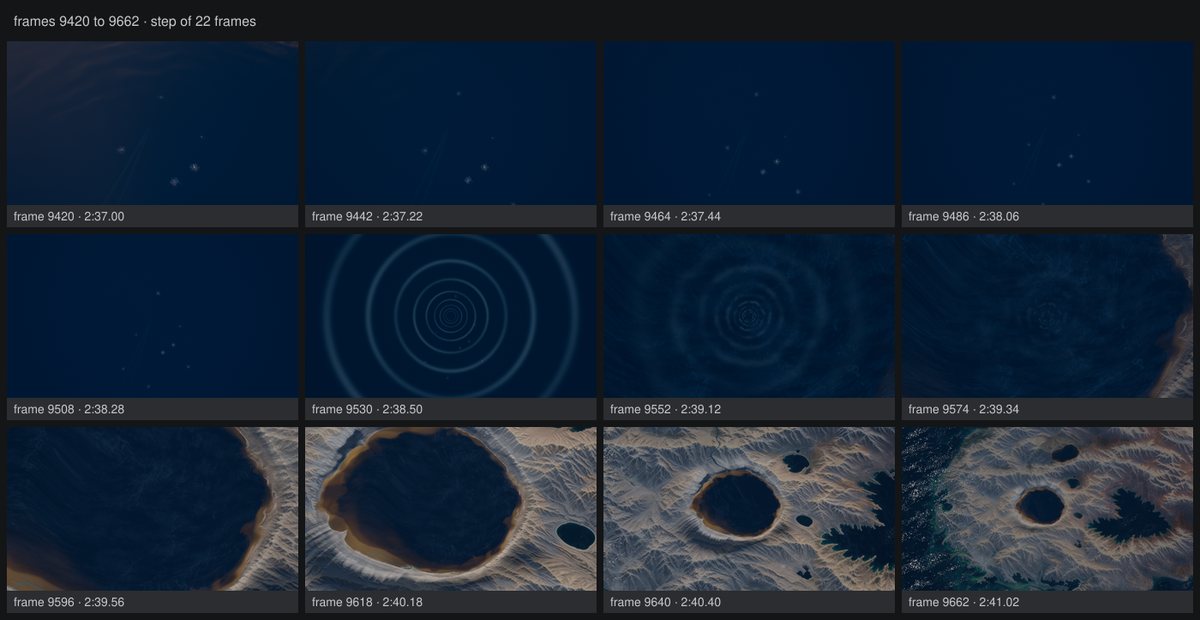 frames 9420 to 9662 · step of 22 frames
frame 9420 · 2:37.00
frame 9442 · 2:37.22
frame 9464 · 2:37.44
frame 9486 · 2:38.06
frame 9508 · 2:38.28
frame 9530 · 2:38.50
frame 9552 · 2:39.12
frame 9574 · 2:39.34
frame 9596 · 2:39.56
frame 9618 · 2:40.18
frame 9640 · 2:40.40
frame 9662 · 2:41.02